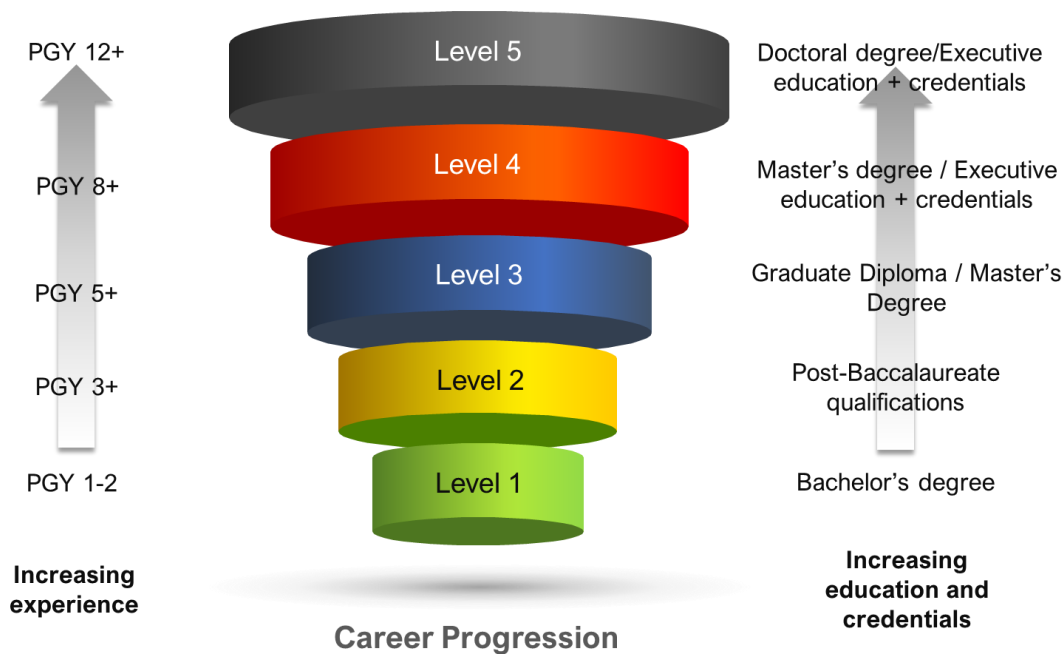 PGY 12+
Level 5
Doctoral degree/Executive
education + credentials
PGY 8+
Level 4
Master's degree / Executive
education + credentials
PGY 5+
Level 3
Graduate Diploma / Master's
Degree
PGY 3+
Level 2
Post-Baccalaureate
qualifications
PGY 1-2
Level 1
Bachelor's degree
Increasing
experience
Increasing
education and
credentials
Career Progression